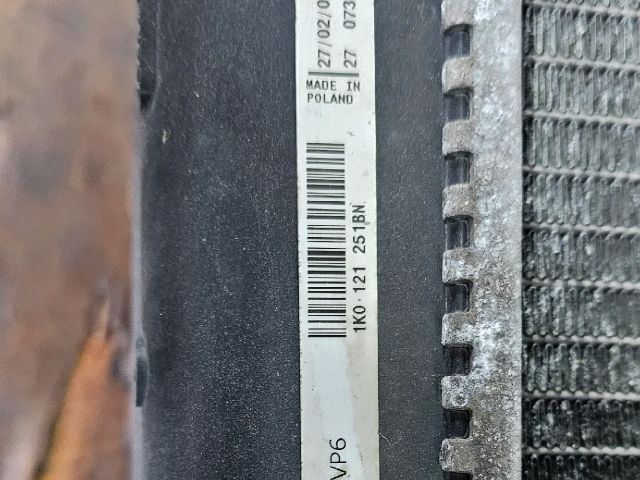 27/02/0
27 073
MADE IN
POLAND
1K0 121 251BN
VP6